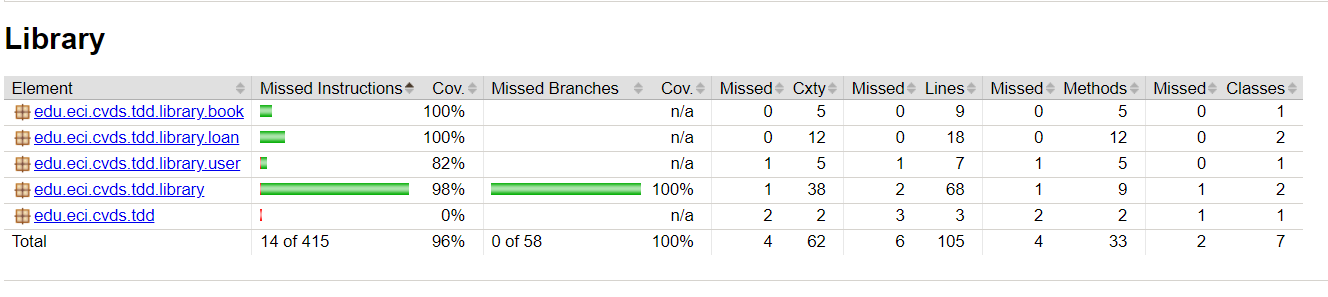 Library
Element Missed Instructions Cov. Missed Branches Cov. Missed Cxty Missed Lines Missed Methods Missed Classes
edu.eci.cvds.tdd.library.book 100% n/a 0 5 0 9 0 5 0 1
edu.eci.cvds.tdd.library.loan 100% n/a 0 12 0 18 0 12 0 2
edu.eci.cvds.tdd.library.user 82% n/a 1 5 1 7 1 5 0 1
edu.eci.cvds.tdd.library 98% 100% 1 38 2 68 1 9 1 2
edu.eci.cvds.tdd 0% n/a 2 2 3 3 2 2 1 1
Total 14 of 415 96% 0 of 58 100% 4 62 6 105 4 33 2 7